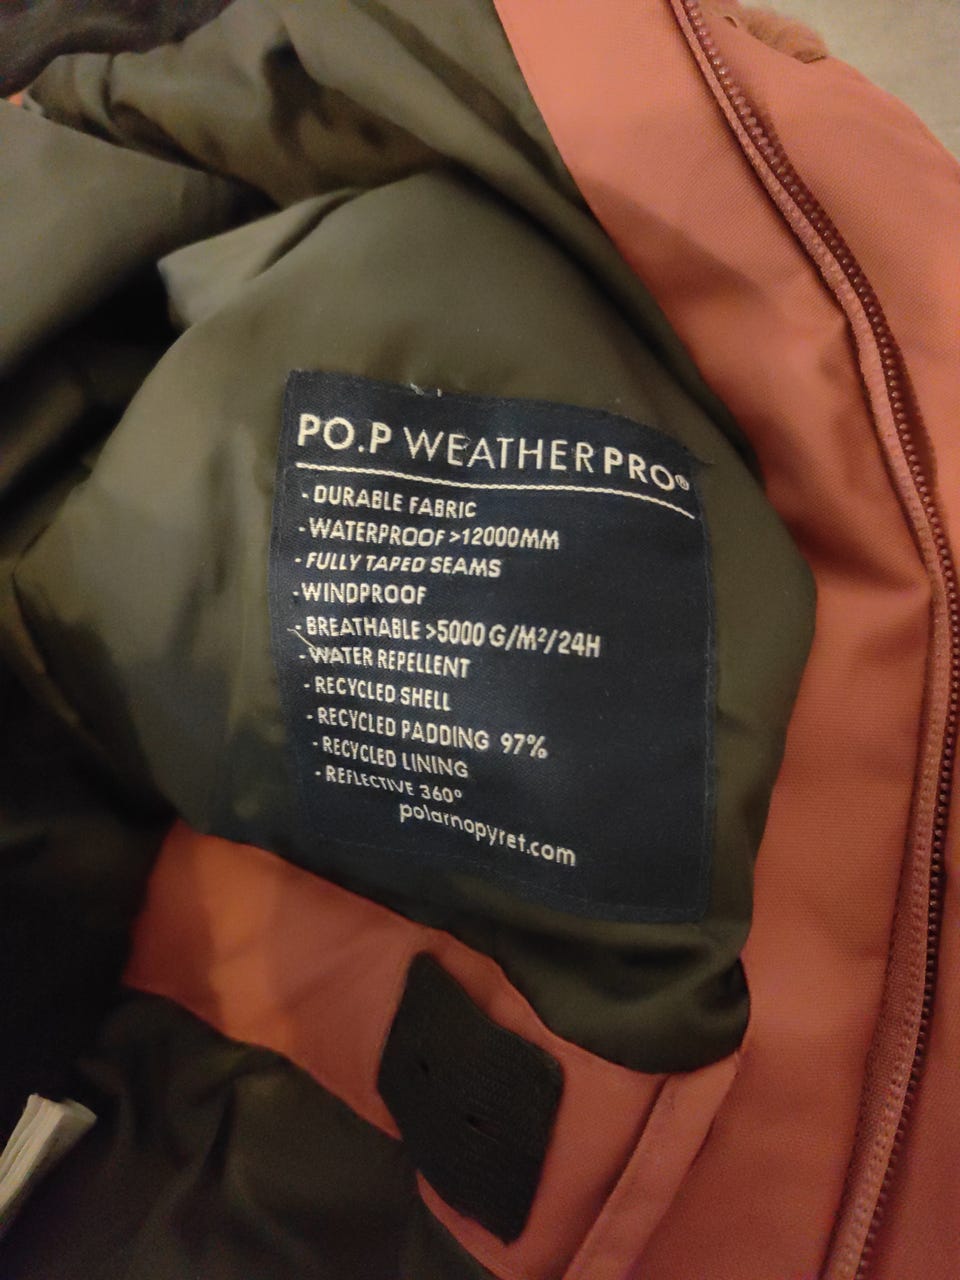 PO.P WEATHERPRO®
- DURABLE FABRIC
- WATERPROOF >12000MM
- FULLY TAPED SEAMS
- WINDPROOF
- BREATHABLE >5000 G/M²/24H
- WATER REPELLENT
- RECYCLED SHELL
- RECYCLED PADDING 97%
- RECYCLED LINING
- REFLECTIVE 360°
polarnopyret.com